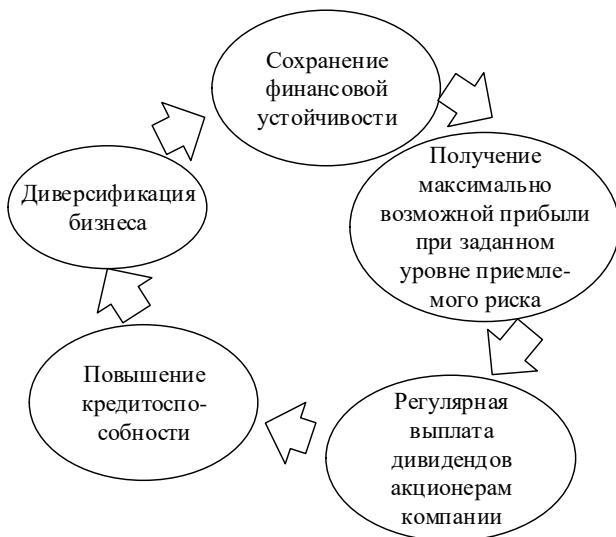 Сохранение
финансовой
устойчивости
Получение
максимально
возможной прибыли
при заданном
уровне приемле-
мого риска
Регулярная
выплата
дивидендов
акционерам
компании
Повышение
кредитоспо-
собности
Диверсификация
бизнеса